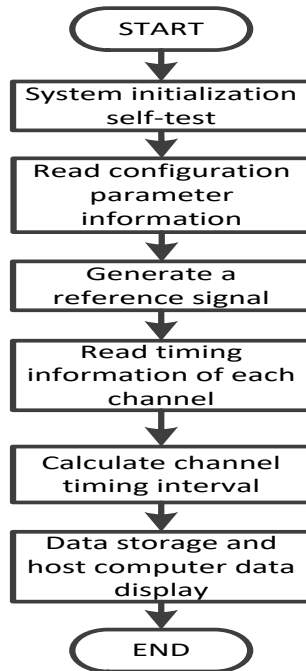 START
System initialization
self-test
Read configuration
parameter
information
Generate a
reference signal
Read timing
information of each
channel
Calculate channel
timing interval
Data storage and
host computer data
display
END